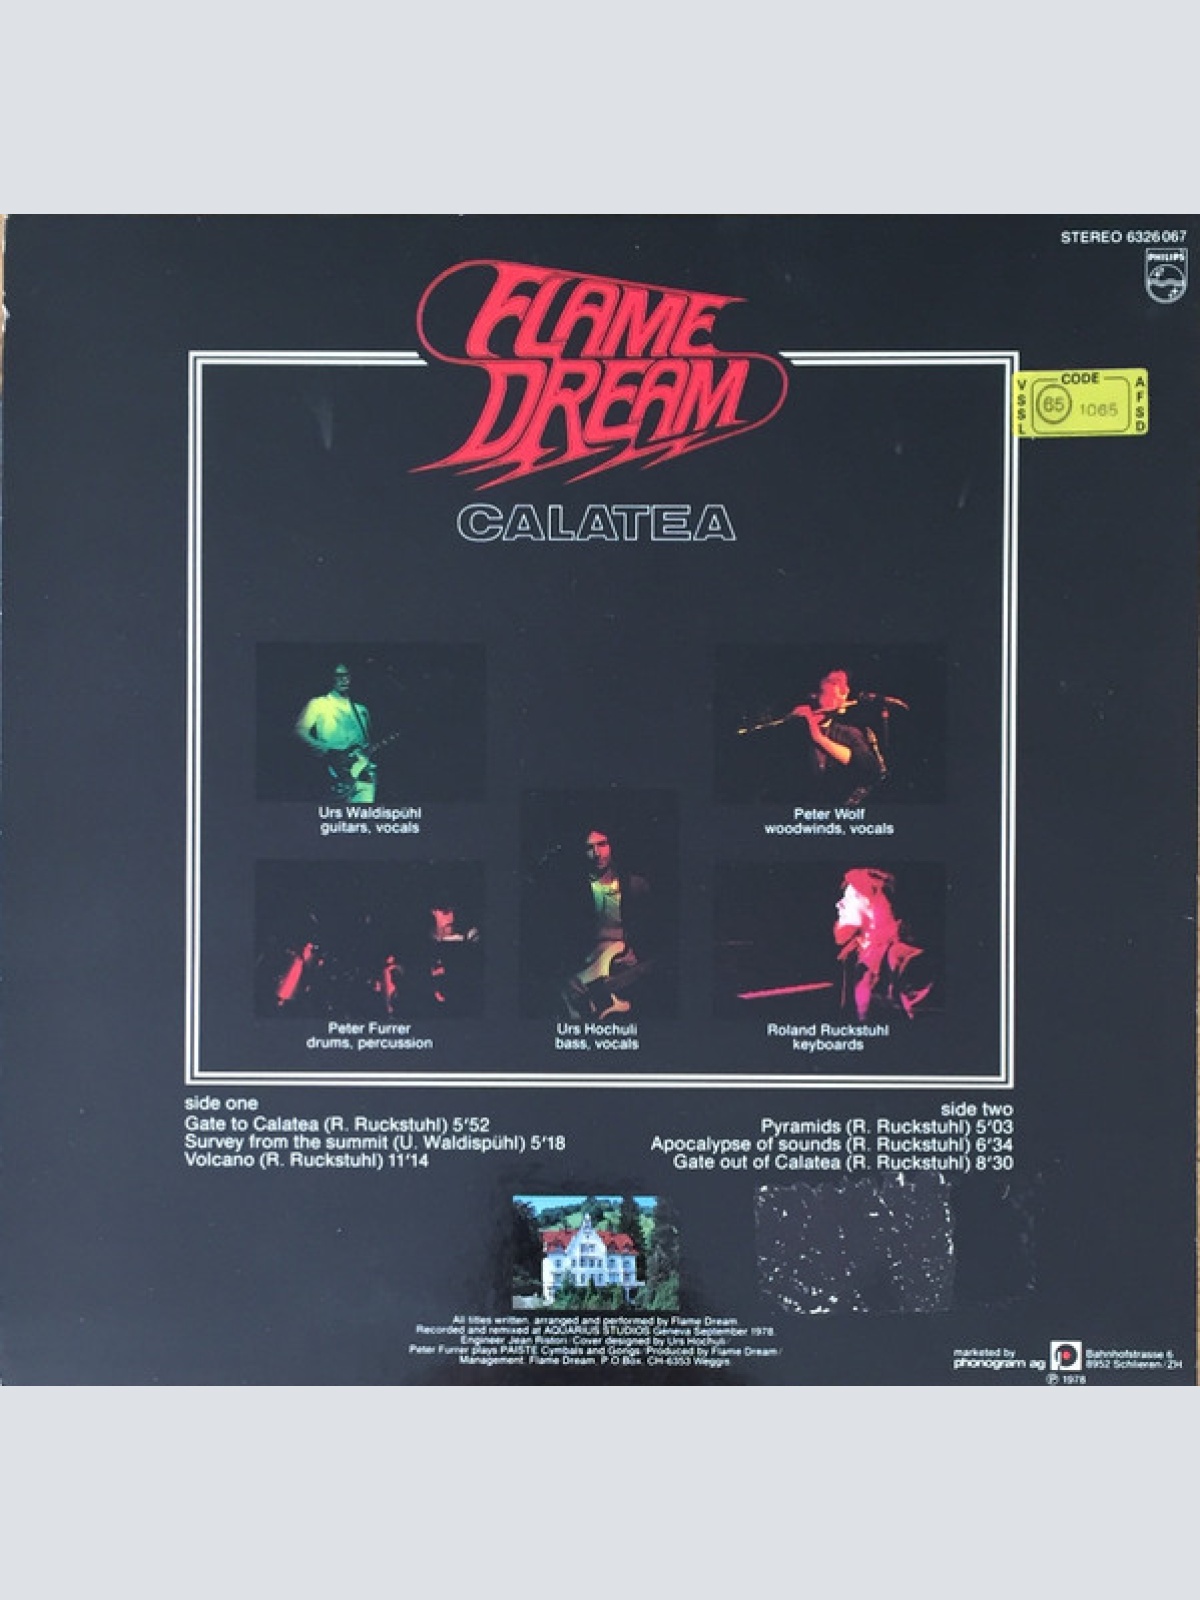 STEREO 6326067
PHILIPS
FLAME
DREAM
CALATEA
VSSL
CODE
65 1065
AFSD
Urs Waldispühl
guitars, vocals
Peter Wolf
woodwinds, vocals
Peter Furrer
drums, percussion
Urs Hochuli
bass, vocals
Roland Ruckstuhl
keyboards
side one
Gate to Calatea (R. Ruckstuhl) 5'52
Survey from the summit (U. Waldispühl) 5'18
Volcano (R. Ruckstuhl) 11'14
side two
Pyramids (R. Ruckstuhl) 5'03
Apocalypse of sounds (R. Ruckstuhl) 6'34
Gate out of Calatea (R. Ruckstuhl) 8'30
All titles written, arranged and performed by Flame Dream
Recorded and remixed at AQUARIUS STUDIOS Geneva September 1978.
Engineer Jean Ristori/Cover designed by Urs Hochuli/
Peter Furrer plays PAISTE Cymbals and Gongs/Produced by Flame Dream/
Management: Flame Dream, P.O.Box, CH-6353 Weggis
marketed by
phonogram ag
Bahnhofstrasse 6
8952 Schlieren/ZH
℗ 1978